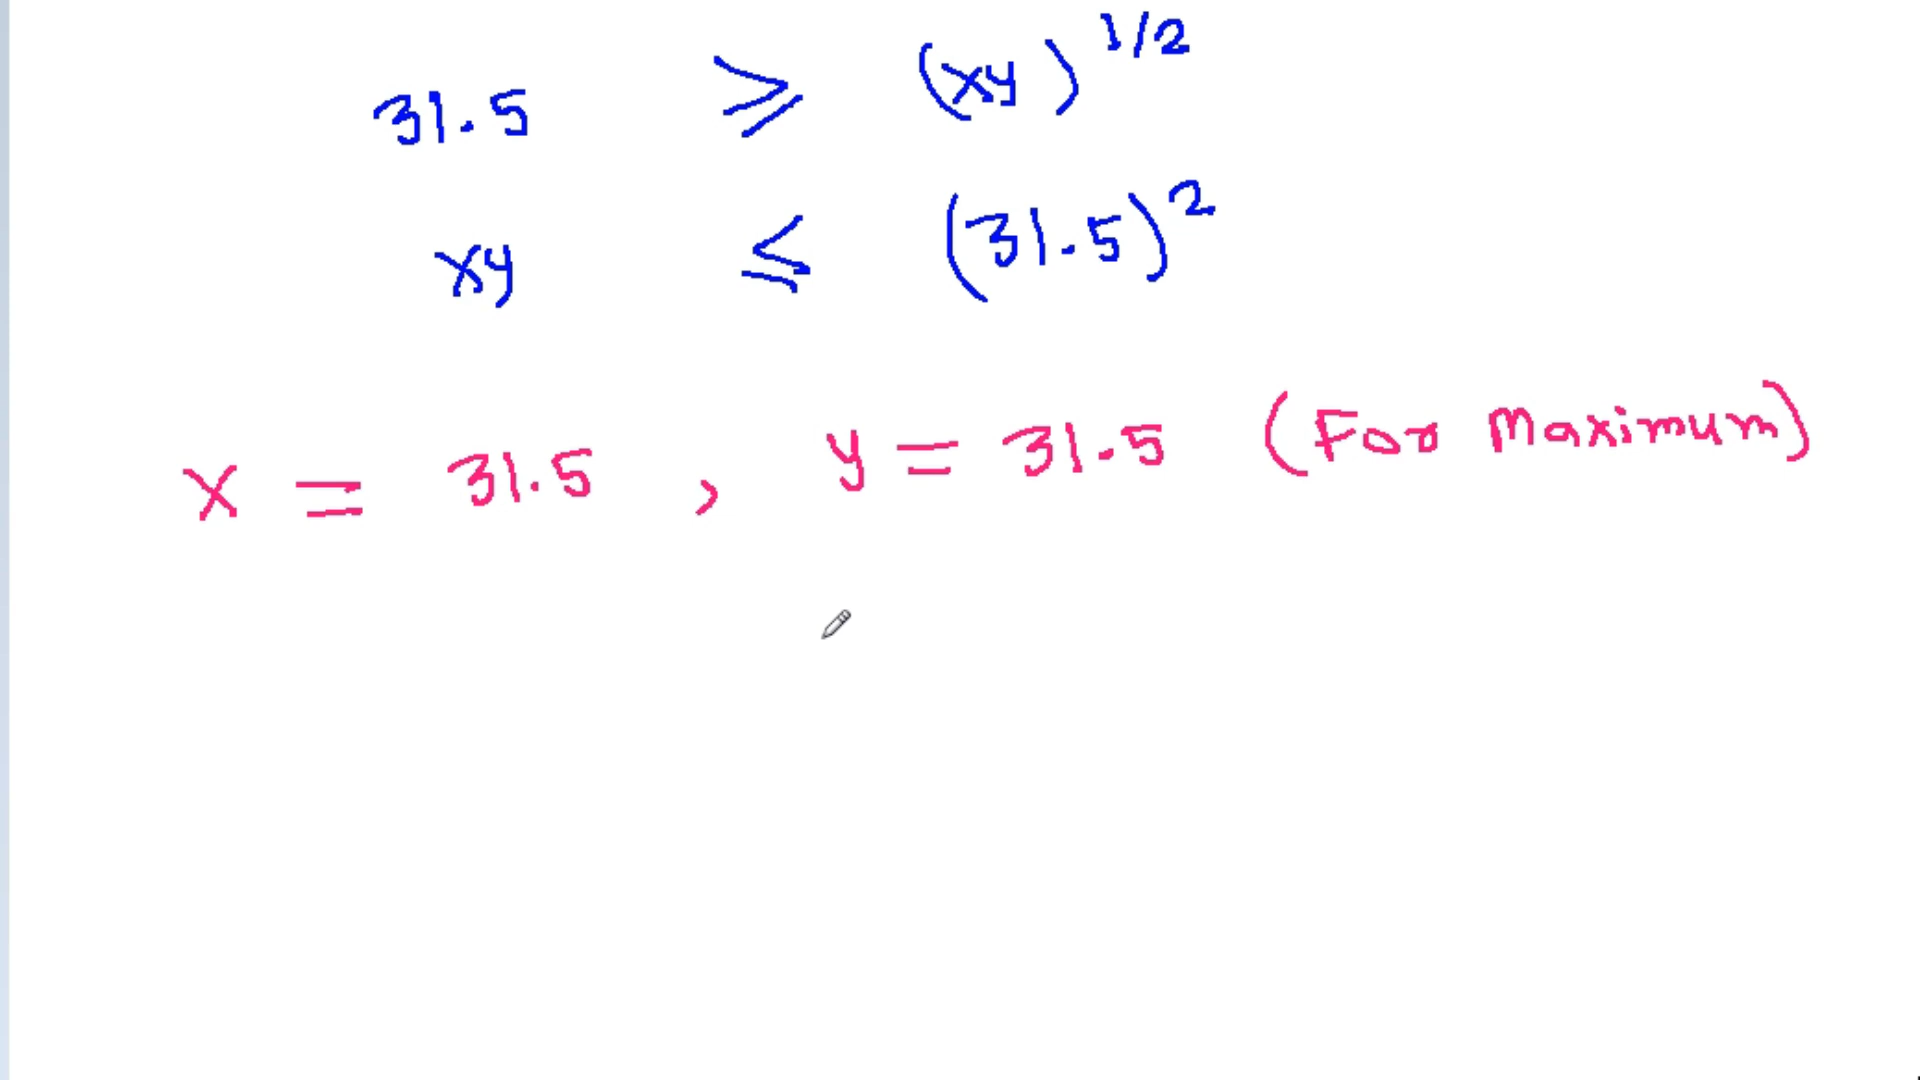 31.5 ≥ (xy)^1/2
xy ≤ (31.5)^2
x = 31.5 , y = 31.5 (For Maximum)